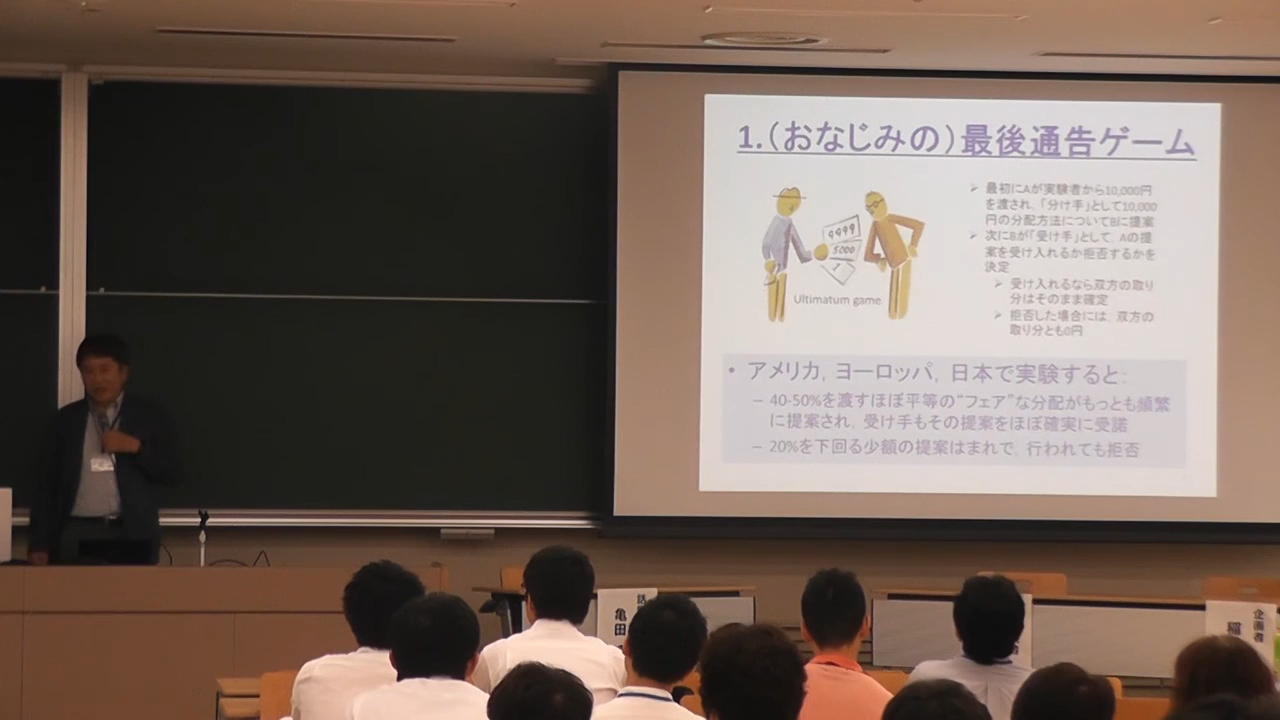 1.（おなじみの）最後通告ゲーム
9999
5000
1
Ultimatum game
➢ 最初にAが実験者から10,000円
を渡され、「分け手」として10,000
円の分配方法についてBに提案
➢ 次にBが「受け手」として、Aの提
案を受け入れるか拒否するかを
決定
➢ 受け入れるなら双方の取り
分はそのまま確定
➢ 拒否した場合には、双方の
取り分とも0円
• アメリカ, ヨーロッパ, 日本で実験すると:
– 40-50%を渡すほぼ平等の“フェア”な分配がもっとも頻繁
に提案され, 受け手もその提案をほぼ確実に受諾
– 20%を下回る少額の提案はまれで, 行われても拒否
話
亀田
企画者